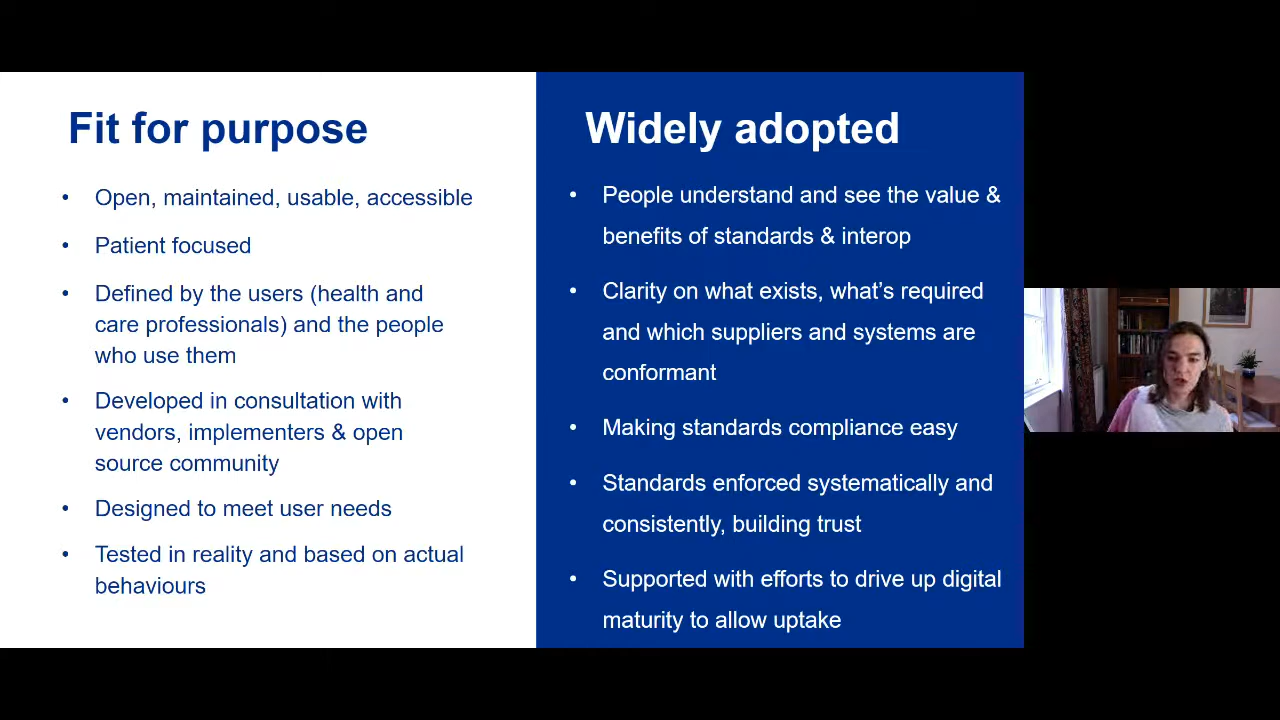 Fit for purpose
• Open, maintained, usable, accessible
• Patient focused
• Defined by the users (health and
care professionals) and the people
who use them
• Developed in consultation with
vendors, implementers & open
source community
• Designed to meet user needs
• Tested in reality and based on actual
behaviours
Widely adopted
• People understand and see the value &
benefits of standards & interop
• Clarity on what exists, what’s required
and which suppliers and systems are
conformant
• Making standards compliance easy
• Standards enforced systematically and
consistently, building trust
• Supported with efforts to drive up digital
maturity to allow uptake